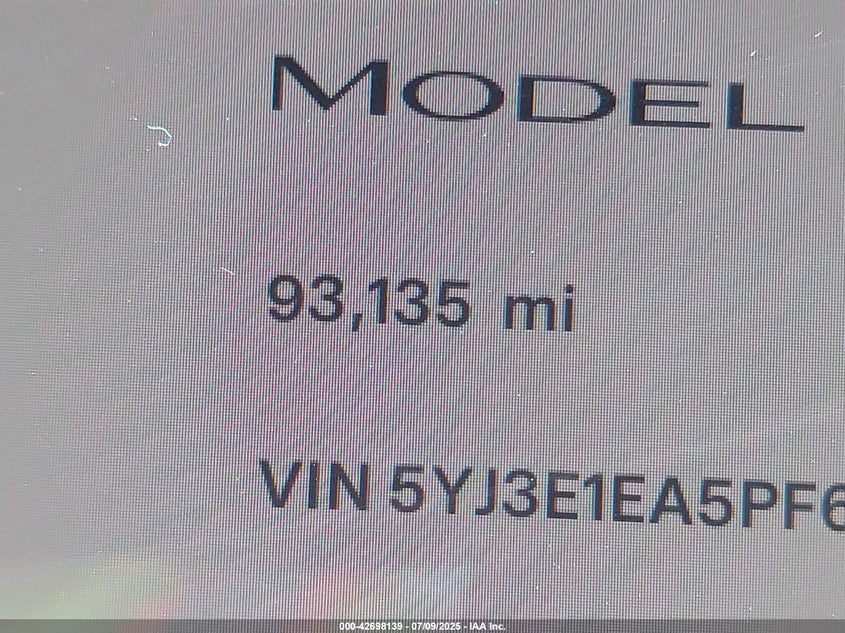 MODEL
93,135 mi
VIN 5YJ3E1EA5PF6
000-42698139 - 07/09/2025 - IAA Inc.